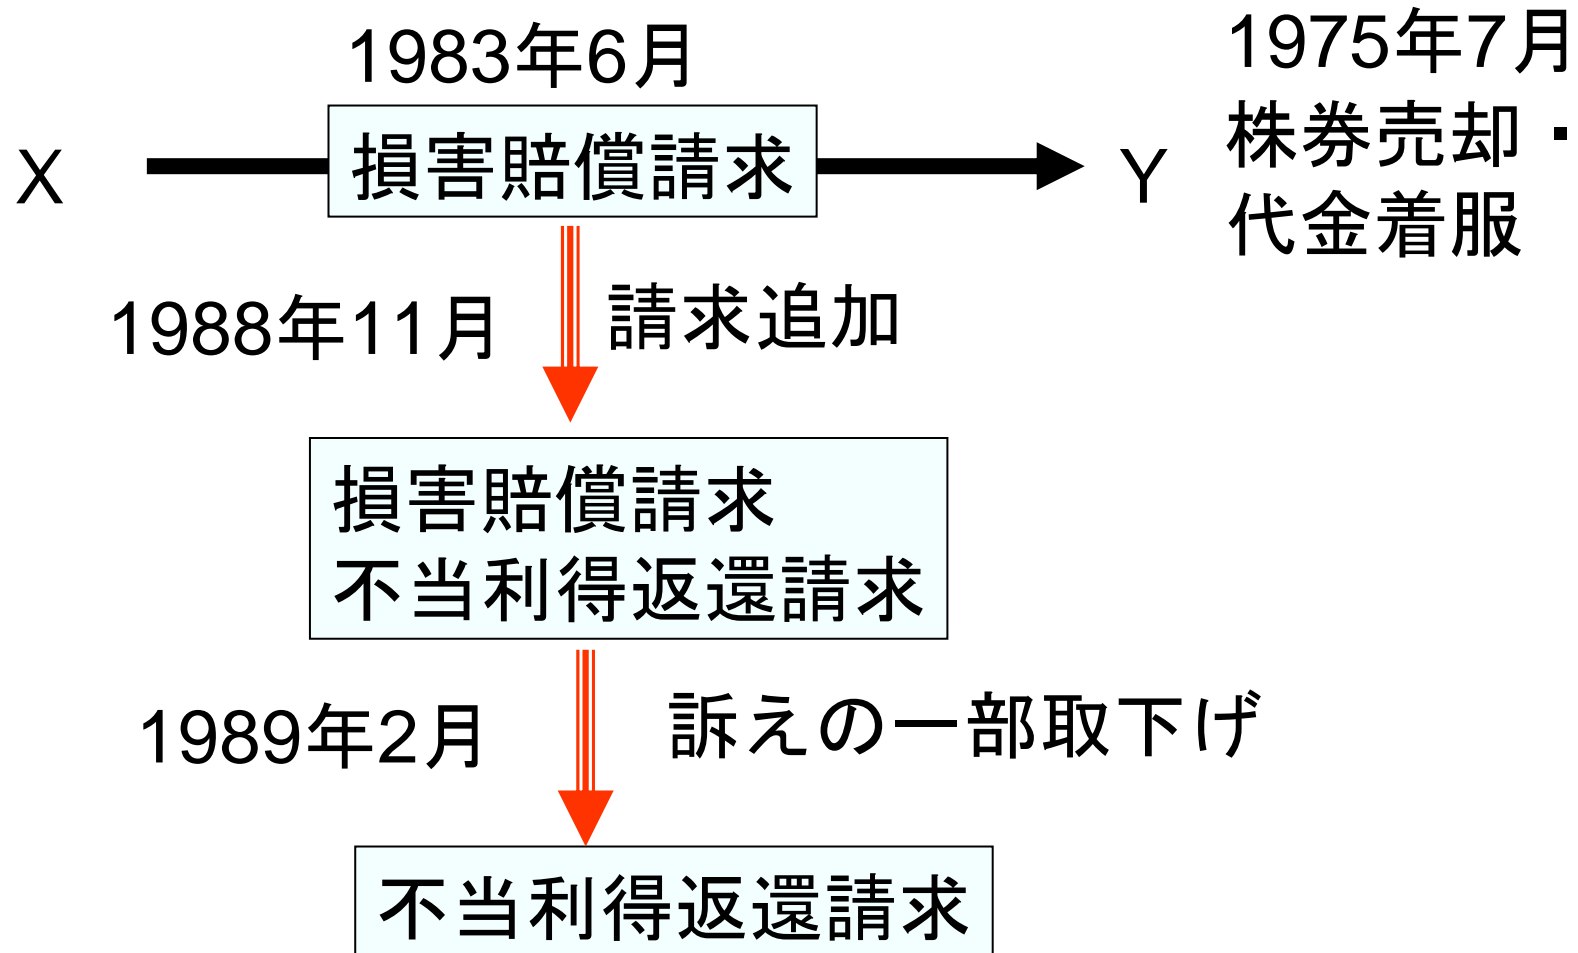 1983年6月
1975年7月
X
損害賠償請求
Y
株券売却・
代金着服
1988年11月
請求追加
損害賠償請求
不当利得返還請求
1989年2月
訴えの一部取下げ
不当利得返還請求